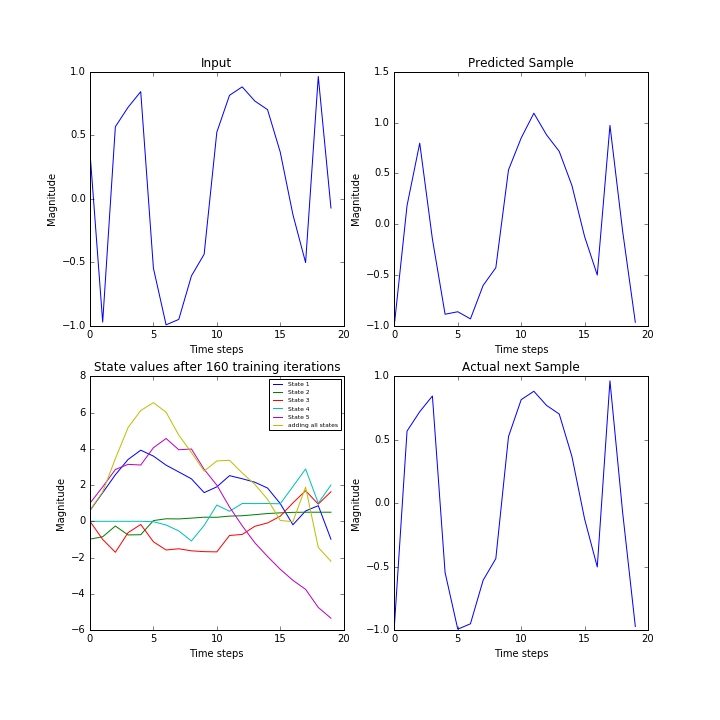 Input
1.0
0.5
0.0
−0.5
−1.0
Magnitude
0 5 10 15 20
Time steps
Predicted Sample
1.5
1.0
0.5
0.0
−0.5
−1.0
Magnitude
0 5 10 15 20
Time steps
State values after 160 training iterations
8
6
4
2
0
−2
−4
−6
Magnitude
State 1
State 2
State 3
State 4
State 5
adding all states
0 5 10 15 20
Time steps
Actual next Sample
1.0
0.5
0.0
−0.5
−1.0
Magnitude
0 5 10 15 20
Time steps